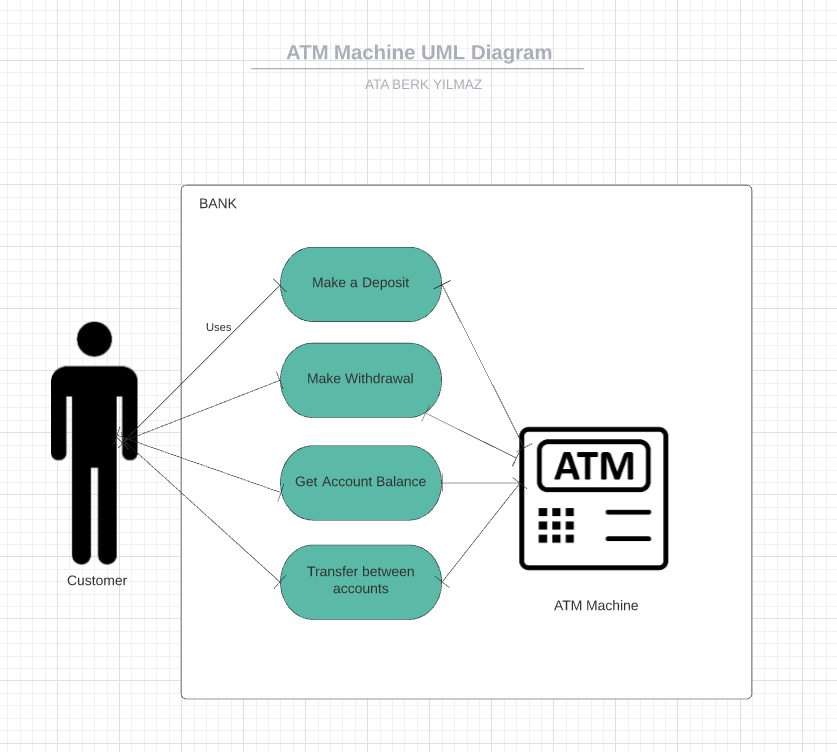 ATM Machine UML Diagram
ATA BERK YILMAZ
BANK
Make a Deposit
Uses
Make Withdrawal
ATM
Get Account Balance
Transfer between
accounts
Customer
ATM Machine